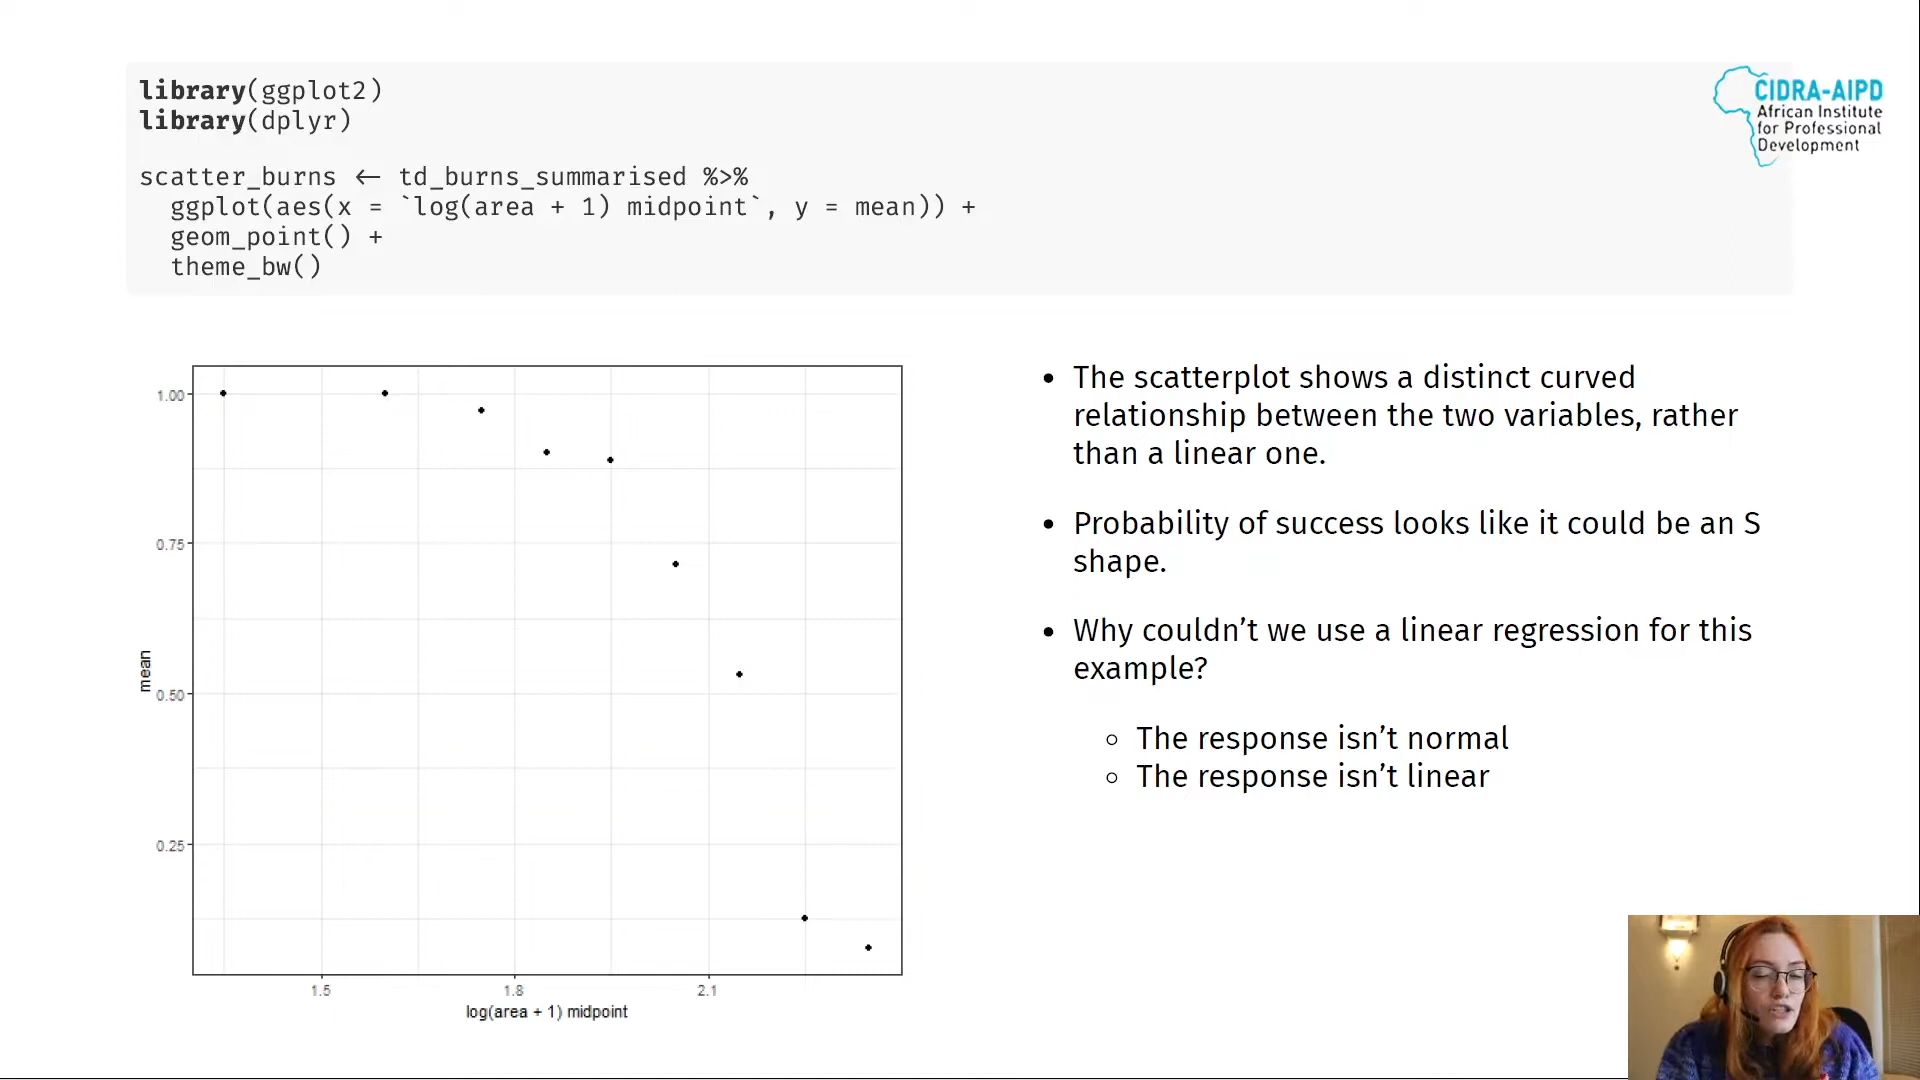 library(ggplot2)
library(dplyr)
scatter_burns <- td_burns_summarised %>%
ggplot(aes(x = `log(area + 1) midpoint`, y = mean)) +
geom_point() +
theme_bw()
CIDRA-AIPD
African Institute
for Professional
Development
1.00
0.75
0.50
0.25
mean
1.5
1.8
2.1
log(area + 1) midpoint
• The scatterplot shows a distinct curved
relationship between the two variables, rather
than a linear one.
• Probability of success looks like it could be an S
shape.
• Why couldn’t we use a linear regression for this
example?
◦ The response isn’t normal
◦ The response isn’t linear